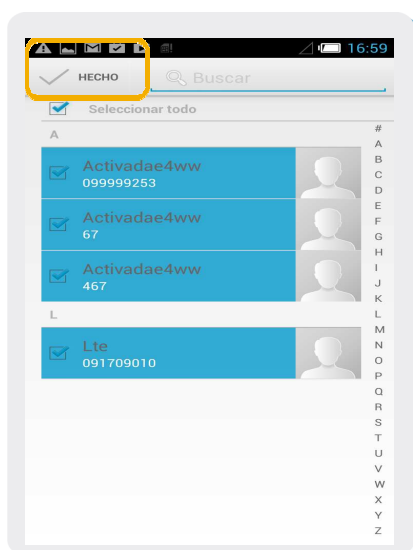 16:59
HECHO
Buscar
Seleccionar todo
#
A
A
B
C
D
E
F
G
H
I
J
K
L
M
N
O
P
Q
R
S
T
U
V
W
X
Y
Z
Activadae4ww
099999253
Activadae4ww
67
Activadae4ww
467
L
Lte
091709010